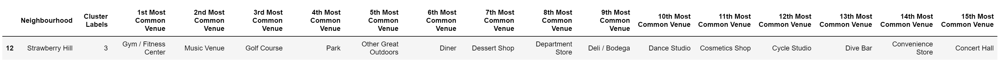 Neighbourhood Cluster Labels 1st Most Common Venue 2nd Most Common Venue 3rd Most Common Venue 4th Most Common Venue 5th Most Common Venue 6th Most Common Venue 7th Most Common Venue 8th Most Common Venue 9th Most Common Venue 10th Most Common Venue 11th Most Common Venue 12th Most Common Venue 13th Most Common Venue 14th Most Common Venue 15th Most Common Venue
12 Strawberry Hill 3 Gym / Fitness Center Music Venue Golf Course Park Other Great Outdoors Diner Dessert Shop Department Store Deli / Bodega Dance Studio Cosmetics Shop Cycle Studio Dive Bar Convenience Store Concert Hall